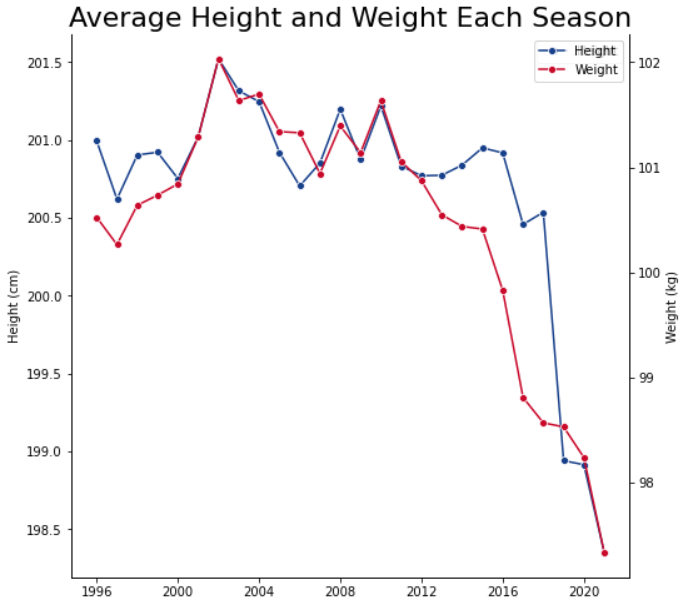 Average Height and Weight Each Season
Height
Weight
201.5
201.0
200.5
200.0
199.5
199.0
198.5
Height (cm)
102
101
100
99
98
Weight (kg)
1996 2000 2004 2008 2012 2016 2020